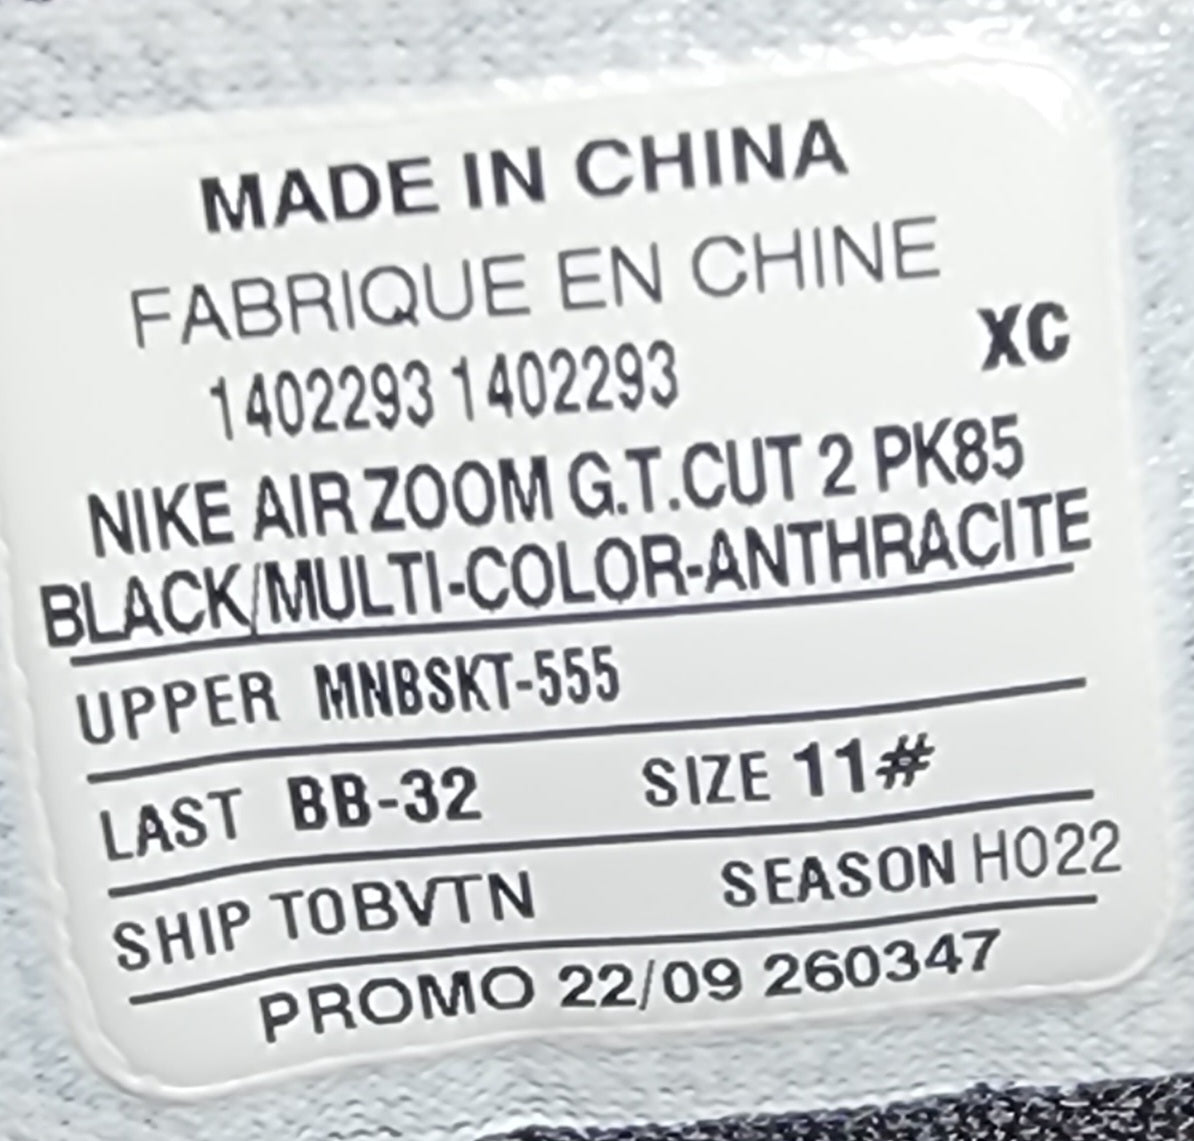 MADE IN CHINA
FABRIQUE EN CHINE
XC
1402293 1402293
NIKE AIR ZOOM G.T.CUT 2 PK85
BLACK/MULTI-COLOR-ANTHRACITE
UPPER MNBSKT-555
LAST BB-32 SIZE 11#
SHIP TOBVTN SEASON HO22
PROMO 22/09 260347